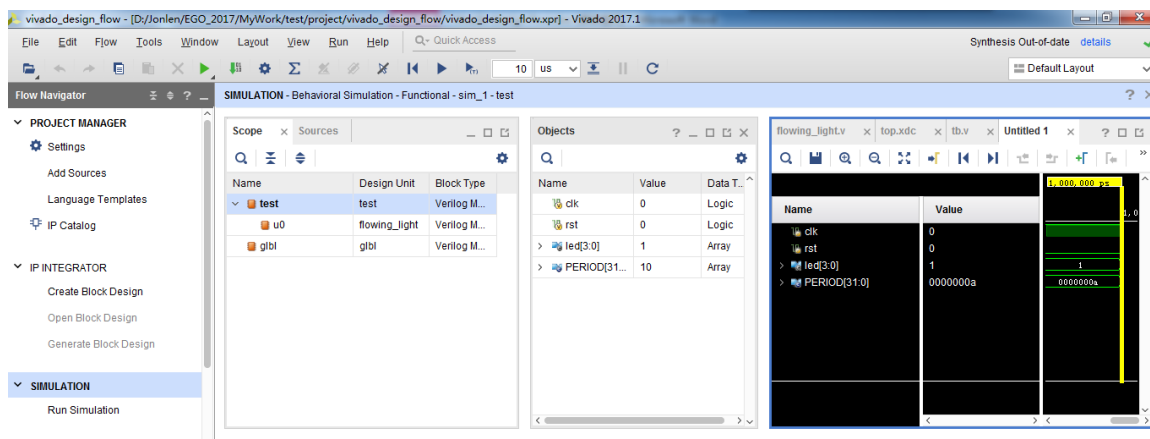 vivado_design_flow - [D:/Jonlen/EGO_2017/MyWork/test/project/vivado_design_flow/vivado_design_flow.xpr] - Vivado 2017.1
File Edit Flow Tools Window Layout View Run Help Quick Access
Synthesis Out-of-date details
10 us
Default Layout
Flow Navigator
SIMULATION - Behavioral Simulation - Functional - sim_1 - test
PROJECT MANAGER
Settings
Add Sources
Language Templates
IP Catalog
IP INTEGRATOR
Create Block Design
Open Block Design
Generate Block Design
SIMULATION
Run Simulation
Scope Sources
Name Design Unit Block Type
test test Verilog M...
u0 flowing_light Verilog M...
glbl glbl Verilog M...
Objects
Name Value Data T...
clk 0 Logic
rst 0 Logic
led[3:0] 1 Array
PERIOD[31... 10 Array
flowing_light.v top.xdc tb.v Untitled 1
1,000,000 ps
Name Value
1,0
clk 0
rst 0
led[3:0] 1 1
PERIOD[31:0] 0000000a 0000000a